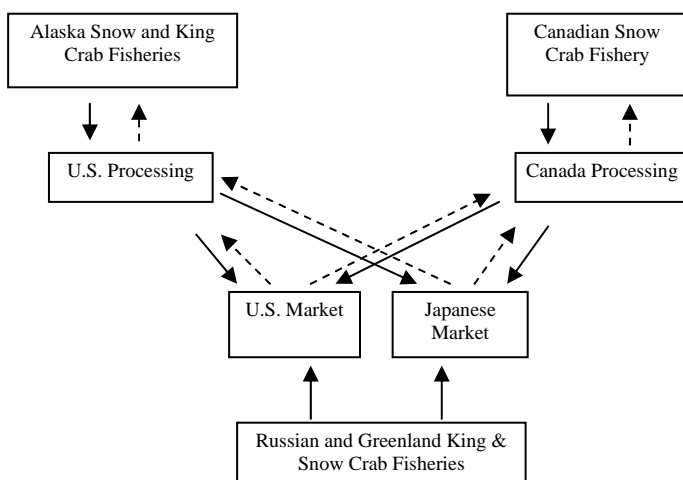 Alaska Snow and King
Crab Fisheries
Canadian Snow
Crab Fishery
U.S. Processing
Canada Processing
U.S. Market
Japanese
Market
Russian and Greenland King &
Snow Crab Fisheries